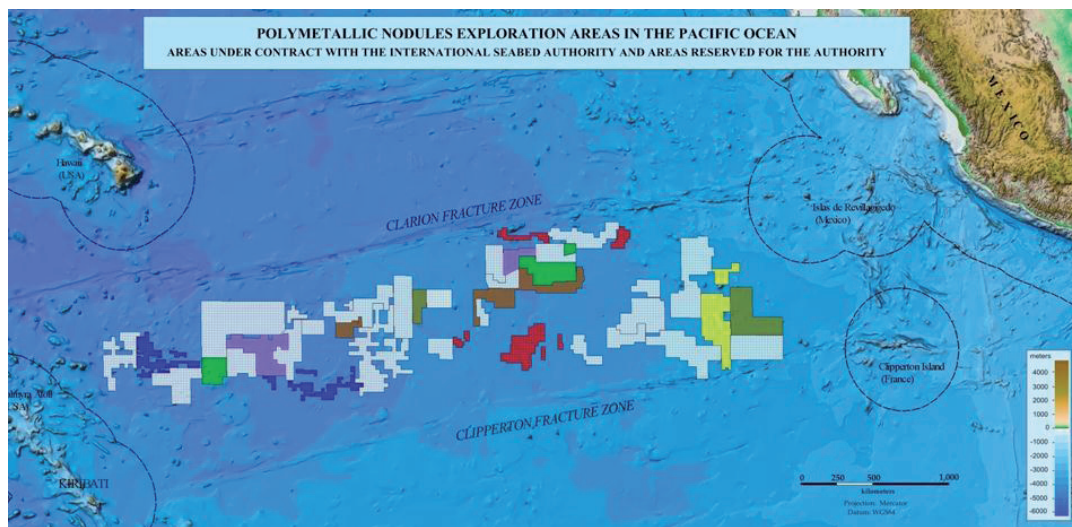 POLYMETALLIC NODULES EXPLORATION AREAS IN THE PACIFIC OCEAN
AREAS UNDER CONTRACT WITH THE INTERNATIONAL SEABED AUTHORITY AND AREAS RESERVED FOR THE AUTHORITY
MEXICO
Hawaii
(USA)
CLARION FRACTURE ZONE
Islas de Revillagigedo
(Mexico)
Clipperton Island
(France)
Atoll
CLIPPERTON FRACTURE ZONE
KIRIBATI
meters
4000
3000
2000
1000
0
-1000
-2000
-3000
-4000
-5000
-6000
0 250 500 1,000
kilometers
Projection: Mercator
Datum: WGS84